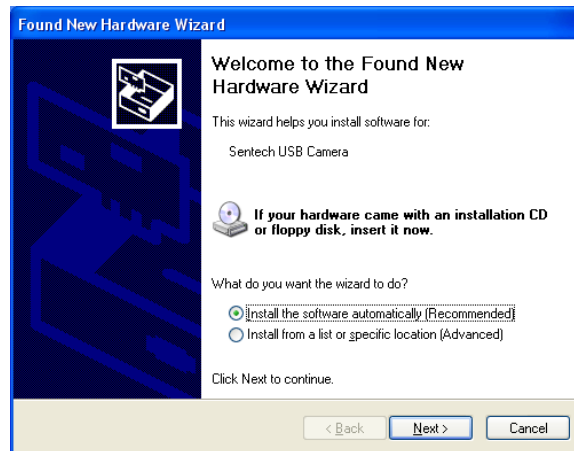 Found New Hardware Wizard
Welcome to the Found New
Hardware Wizard
This wizard helps you install software for:
Sentech USB Camera
If your hardware came with an installation CD
or floppy disk, insert it now.
What do you want the wizard to do?
Install the software automatically (Recommended)
Install from a list or specific location (Advanced)
Click Next to continue.
< Back Next > Cancel